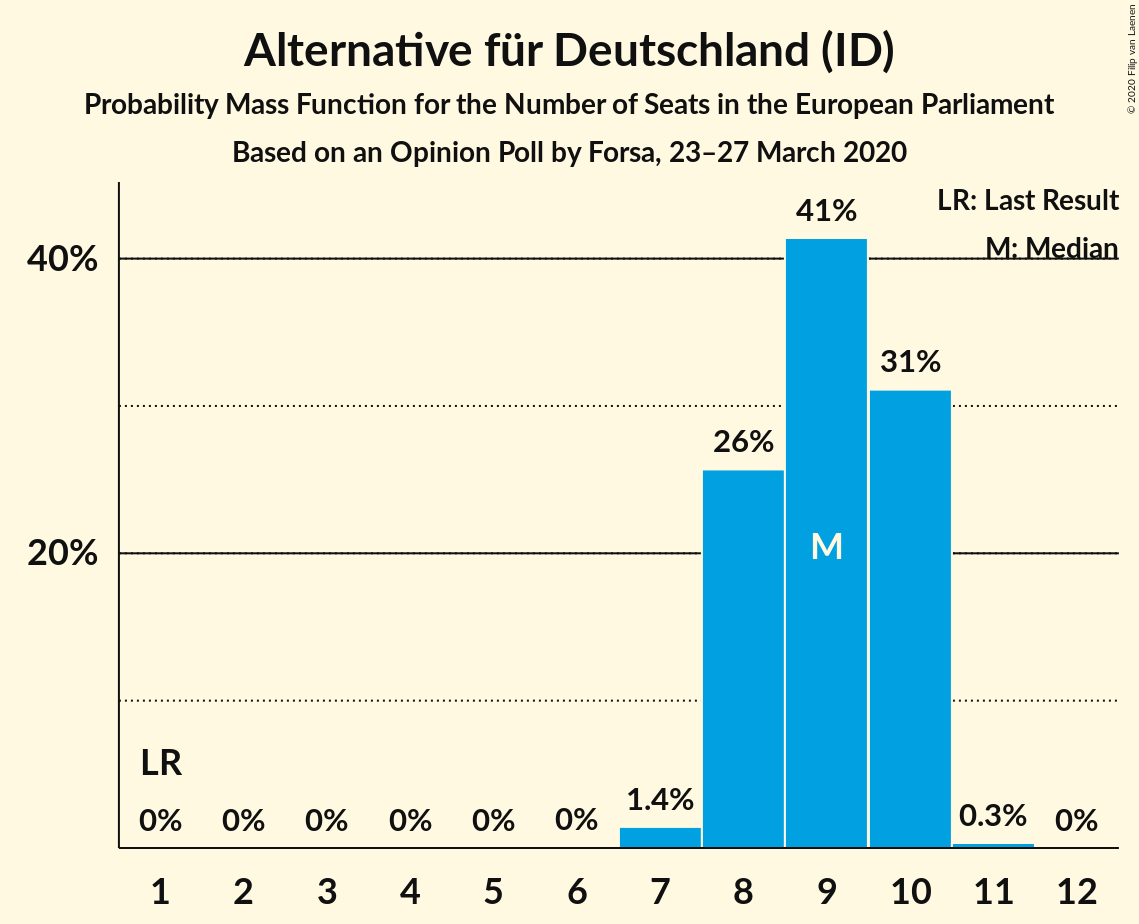 Alternative für Deutschland (ID)
Probability Mass Function for the Number of Seats in the European Parliament
Based on an Opinion Poll by Forsa, 23–27 March 2020
© 2020 Filip van Laenen
LR: Last Result
M: Median
40%
20%
41%
31%
26%
M
LR
0%
0%
0%
0%
0%
0%
1.4%
0.3%
0%
1 2 3 4 5 6 7 8 9 10 11 12